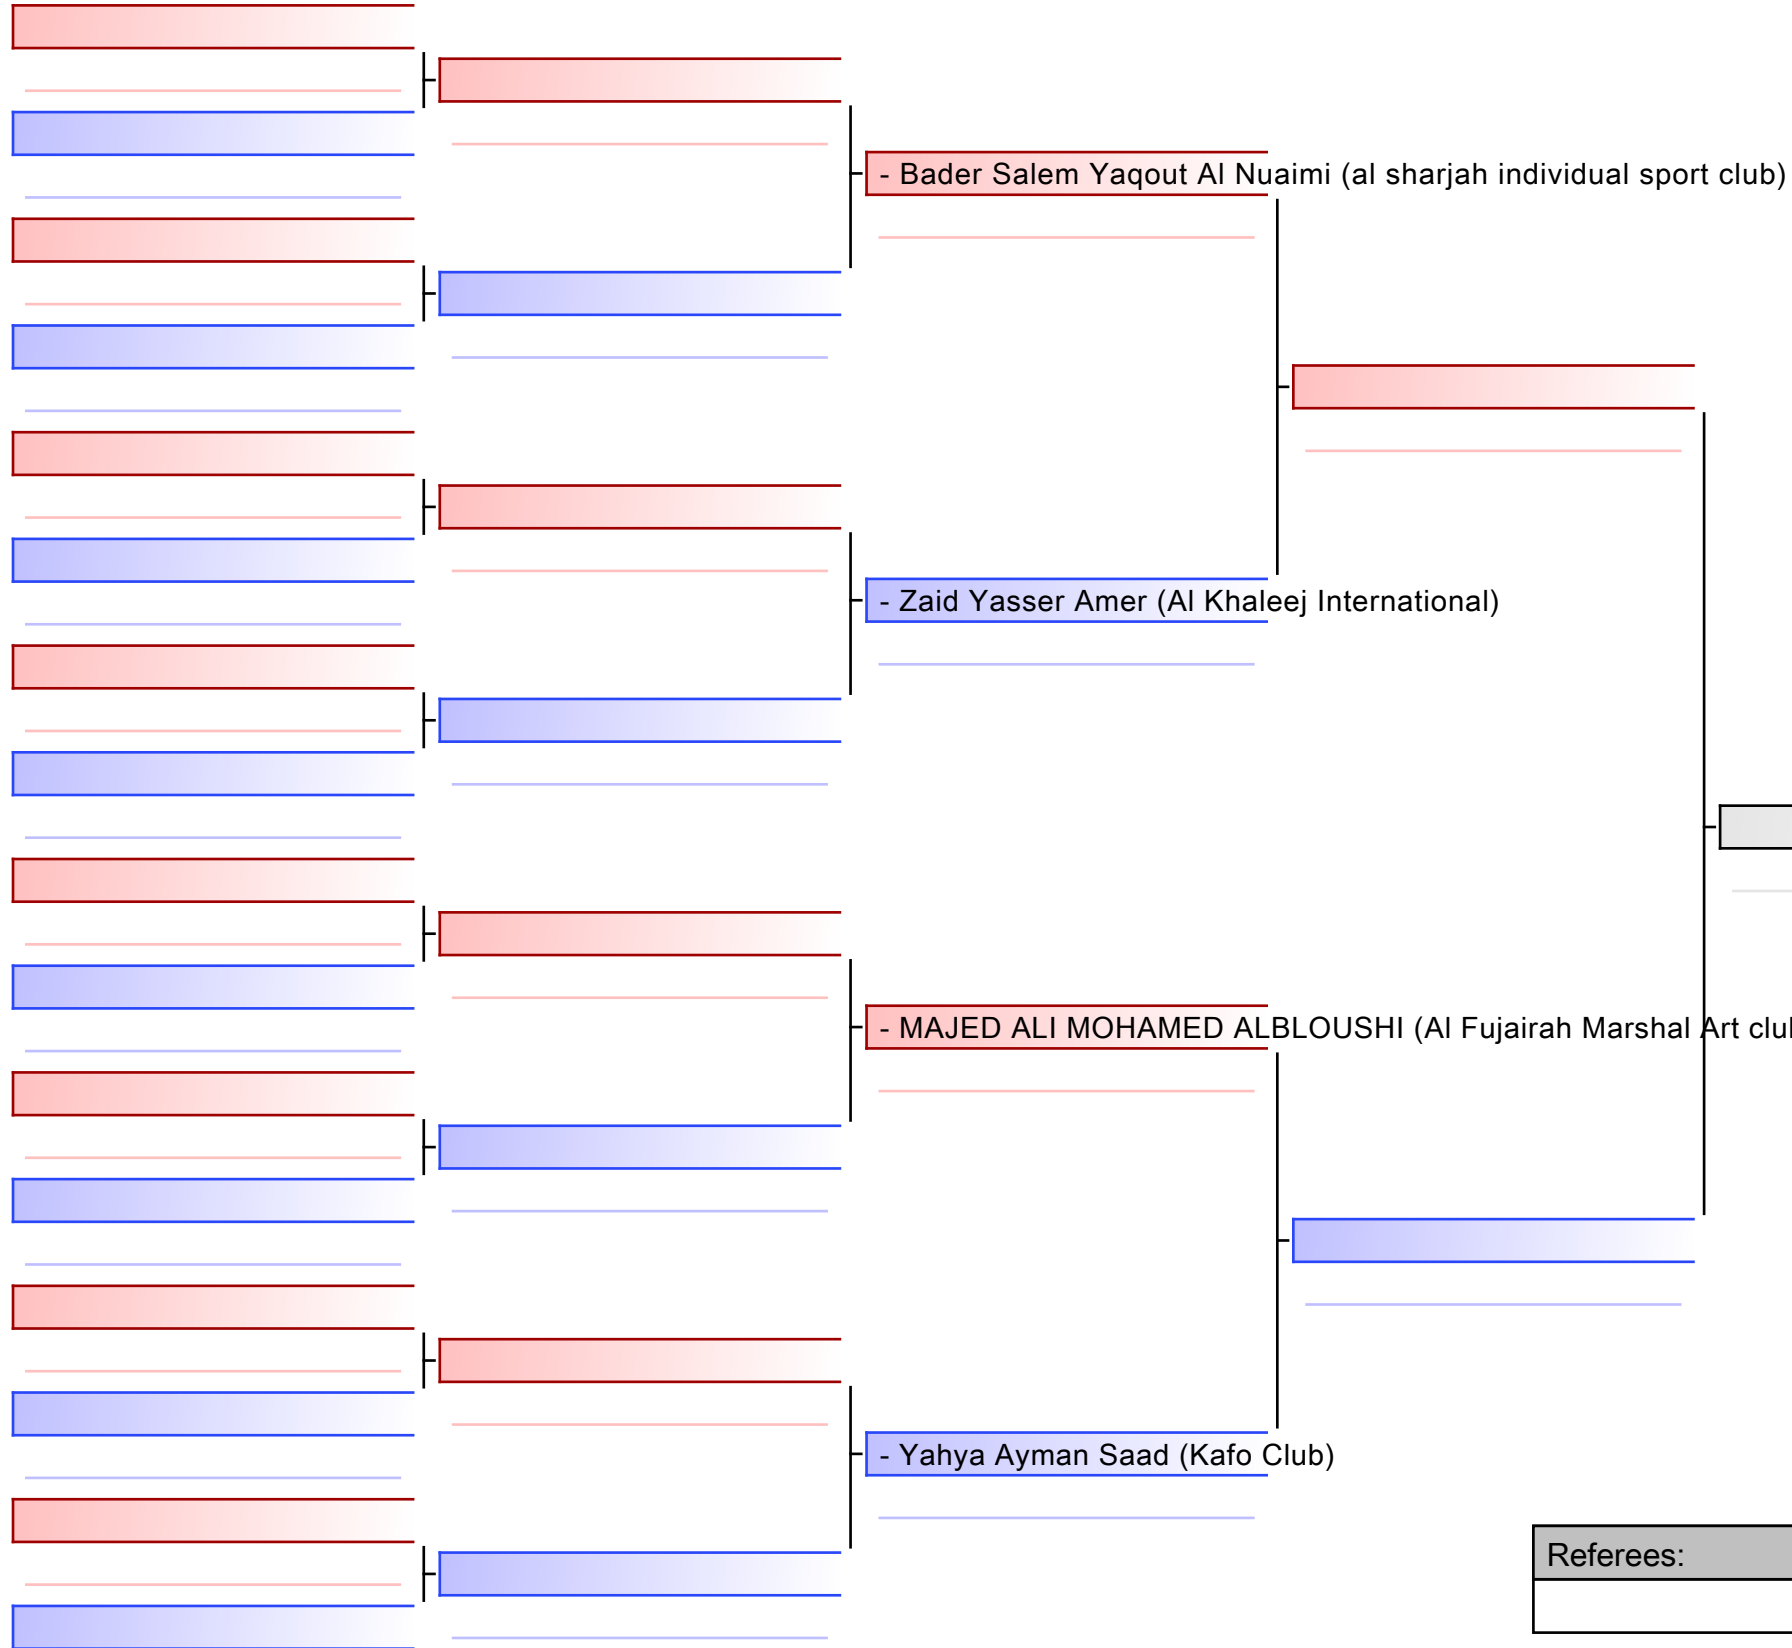 - Bader Salem Yaqout Al Nuaimi (al sharjah individual sport club)
- Zaid Yasser Amer (Al Khaleej International)
- MAJED ALI MOHAMED ALBLOUSHI (Al Fujairah Marshal Art
- Yahya Ayman Saad (Kafo Club)
Referees: